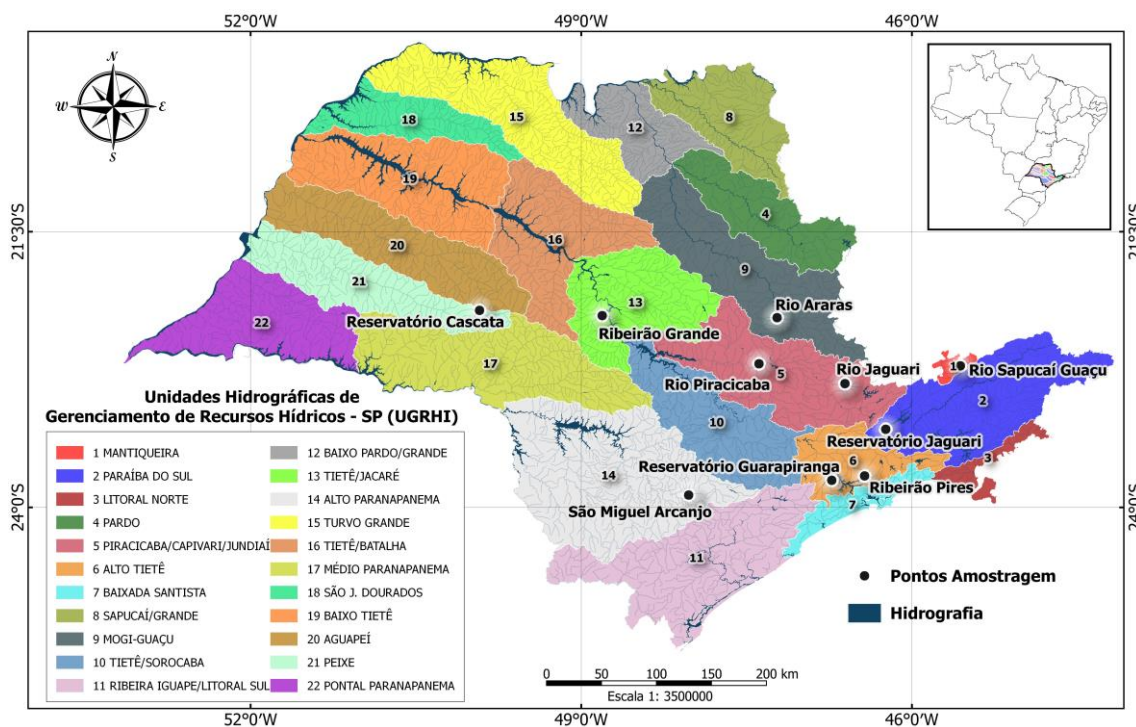 52°0'W 49°0'W 46°0'W
N
W E
S
15
8
12
18
19
4
21°30'S 21°30'S
16
20
9
21
13
Rio Araras
22
Reservatório Cascata
Ribeirão Grande
17
Rio Jaguari
5
Rio Piracicaba
1
Rio Sapucaí Guaçu
2
10
Reservatório Jaguari
Reservatório Guarapiranga
6
3
14
Ribeirão Pires
São Miguel Arcanjo
7
24°0'S 24°0'S
11
Unidades Hidrográficas de
Gerenciamento de Recursos Hídricos - SP (UGRHI)
1 MANTIQUEIRA
2 PARAÍBA DO SUL
3 LITORAL NORTE
4 PARDO
5 PIRACICABA/CAPIVARI/JUNDIAÍ
6 ALTO TIETÊ
7 BAIXADA SANTISTA
8 SAPUCAÍ/GRANDE
9 MOGI-GUAÇU
10 TIETÊ/SOROCABA
11 RIBEIRA IGUAPE/LITORAL SUL
12 BAIXO PARDO/GRANDE
13 TIETÊ/JACARÉ
14 ALTO PARANAPANEMA
15 TURVO GRANDE
16 TIETÊ/BATALHA
17 MÉDIO PARANAPANEMA
18 SÃO J. DOURADOS
19 BAIXO TIETÊ
20 AGUAPEÍ
21 PEIXE
22 PONTAL PARANAPANEMA
Pontos Amostragem
Hidrografia
0 50 100 150 200 km
Escala 1: 3500000
52°0'W 49°0'W 46°0'W